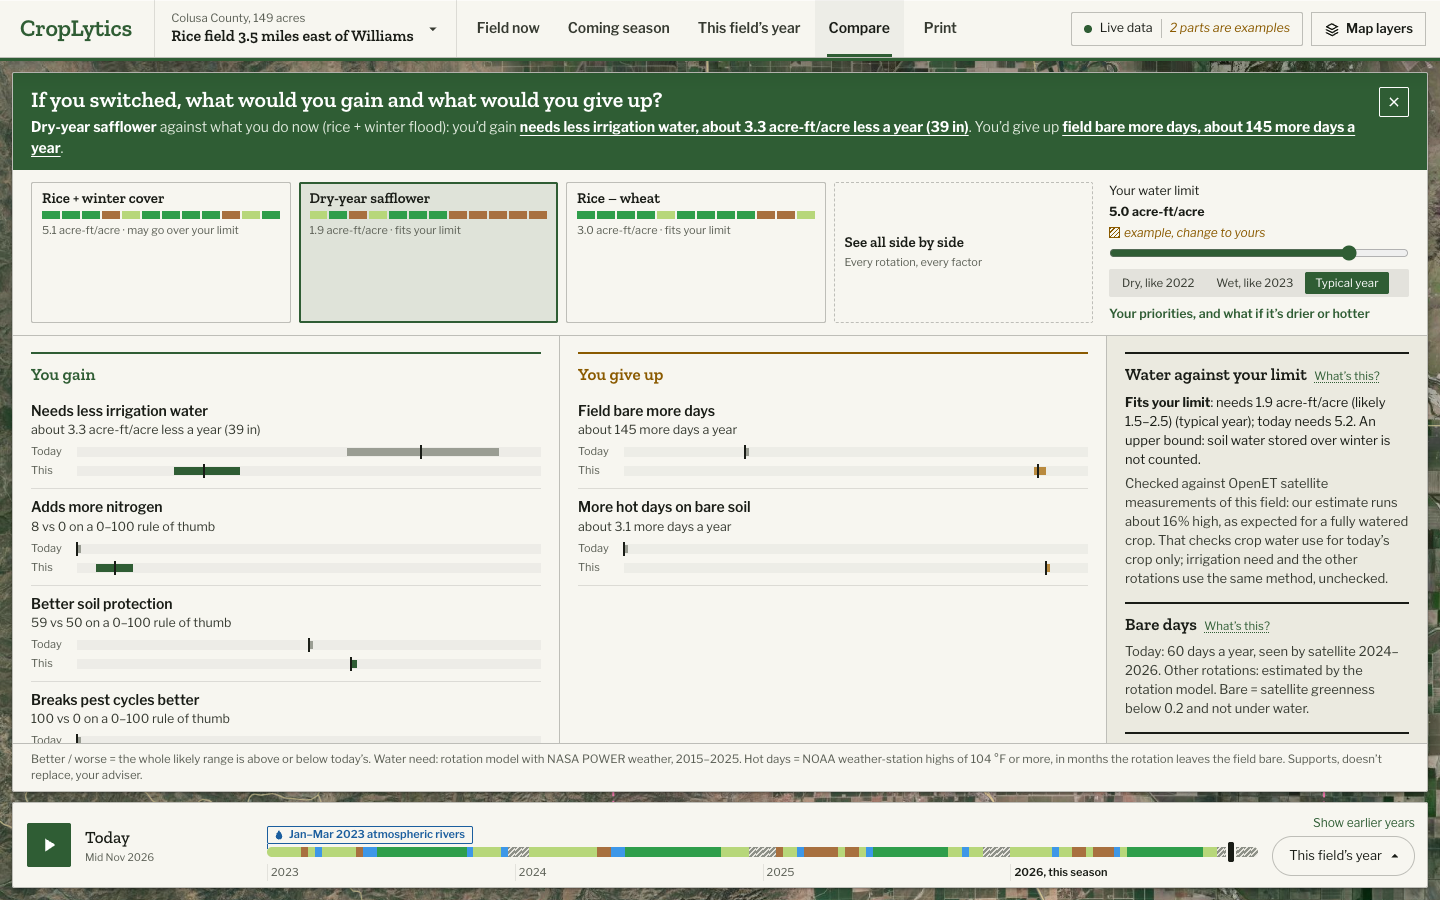 CropLytics
Colusa County, 149 acres
Rice field 3.5 miles east of Williams
Field now
Coming season
This field's year
Compare
Print
Live data
2 parts are examples
Map layers
If you switched, what would you gain and what would you give up?
Dry-year safflower against what you do now (rice + winter flood): you'd gain needs less irrigation water, about 3.3 acre-ft/acre less a year (39 in). You'd give up field bare more days, about 145 more days a
year.
Rice + winter cover
5.1 acre-ft/acre · may go over your limit
Dry-year safflower
1.9 acre-ft/acre · fits your limit
Rice – wheat
3.0 acre-ft/acre · fits your limit
See all side by side
Every rotation, every factor
Your water limit
5.0 acre-ft/acre
example, change to yours
Dry, like 2022
Wet, like 2023
Typical year
Your priorities, and what if it's drier or hotter
You gain
Needs less irrigation water
about 3.3 acre-ft/acre less a year (39 in)
Today
This
Adds more nitrogen
8 vs 0 on a 0–100 rule of thumb
Today
This
Better soil protection
59 vs 50 on a 0–100 rule of thumb
Today
This
Breaks pest cycles better
100 vs 0 on a 0–100 rule of thumb
Today
You give up
Field bare more days
about 145 more days a year
Today
This
More hot days on bare soil
about 3.1 more days a year
Today
This
Water against your limit What's this?
Fits your limit: needs 1.9 acre-ft/acre (likely
1.5–2.5) (typical year); today needs 5.2. An
upper bound: soil water stored over winter is
not counted.
Checked against OpenET satellite
measurements of this field: our estimate runs
about 16% high, as expected for a fully watered
crop. That checks crop water use for today's
crop only; irrigation need and the other
rotations use the same method, unchecked.
Bare days What's this?
Today: 60 days a year, seen by satellite 2024–
2026. Other rotations: estimated by the
rotation model. Bare = satellite greenness
below 0.2 and not under water.
Better / worse = the whole likely range is above or below today's. Water need: rotation model with NASA POWER weather, 2015–2025. Hot days = NOAA weather-station highs of 104 °F or more, in months the rotation leaves the field bare. Supports, doesn't
replace, your adviser.
Today
Mid Nov 2026
Jan–Mar 2023 atmospheric rivers
2023
2024
2025
2026, this season
Show earlier years
This field's year